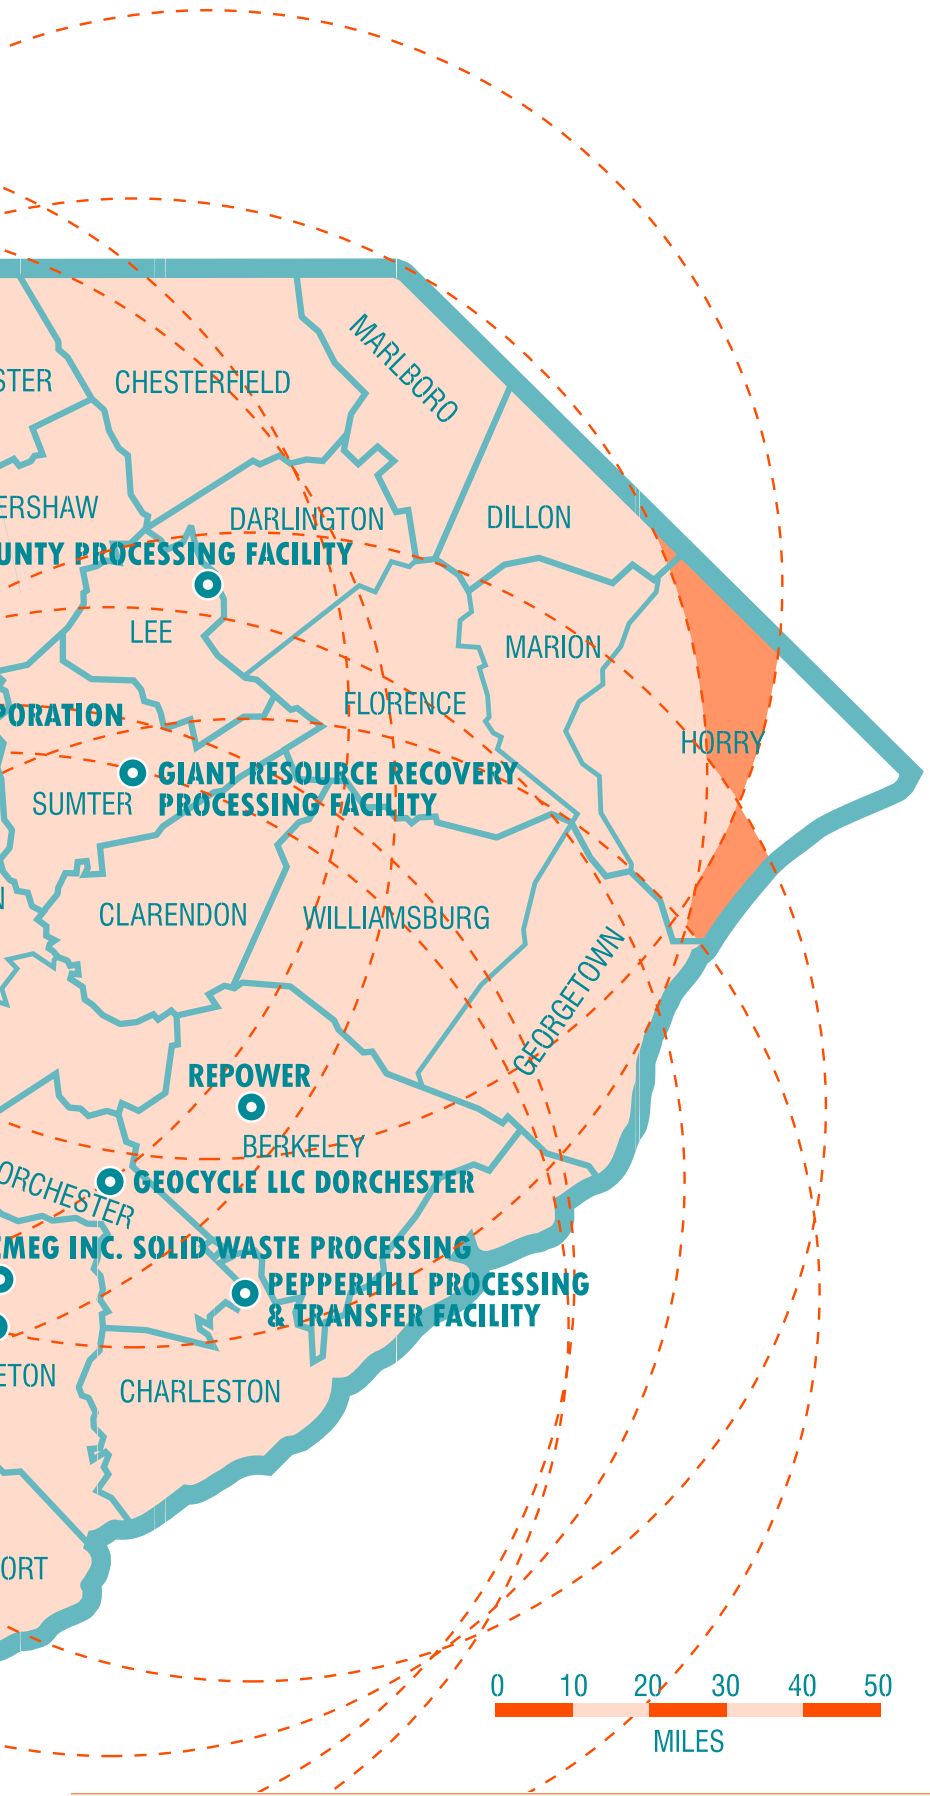 MARLBORO
STER
CHESTERFIELD
ERSHAW
DARLINGTON
DILLON
UNTY PROCESSING FACILITY
LEE
MARION
FLORENCE
PORATION
HORRY
GIANT RESOURCE RECOVERY
PROCESSING FACILITY
SUMTER
N
CLARENDON
WILLIAMSBURG
GEORGETOWN
REPOWER
BERKELEY
ORCHESTER
GEOCYCLE LLC DORCHESTER
EMEG INC. SOLID WASTE PROCESSING
PEPPERHILL PROCESSING
& TRANSFER FACILITY
ETON
CHARLESTON
ORT
0 10 20 30 40 50
MILES